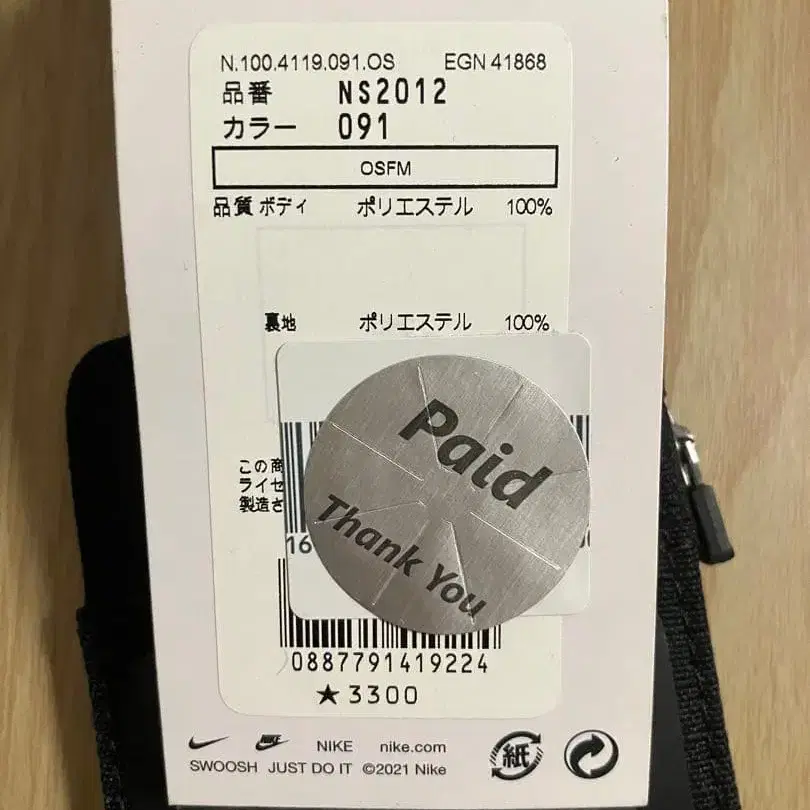 N.100.4119.091.OS EGN 41868
品番 NS2012
カラー 091
OSFM
品質 ボディ ポリエステル 100%
裏地 ポリエステル 100%
Paid
Thank You
この商
ライセ
製造さ
16
0887791419224
★3300
NIKE NIKE nike.com
SWOOSH JUST DO IT ©2021 Nike
紙